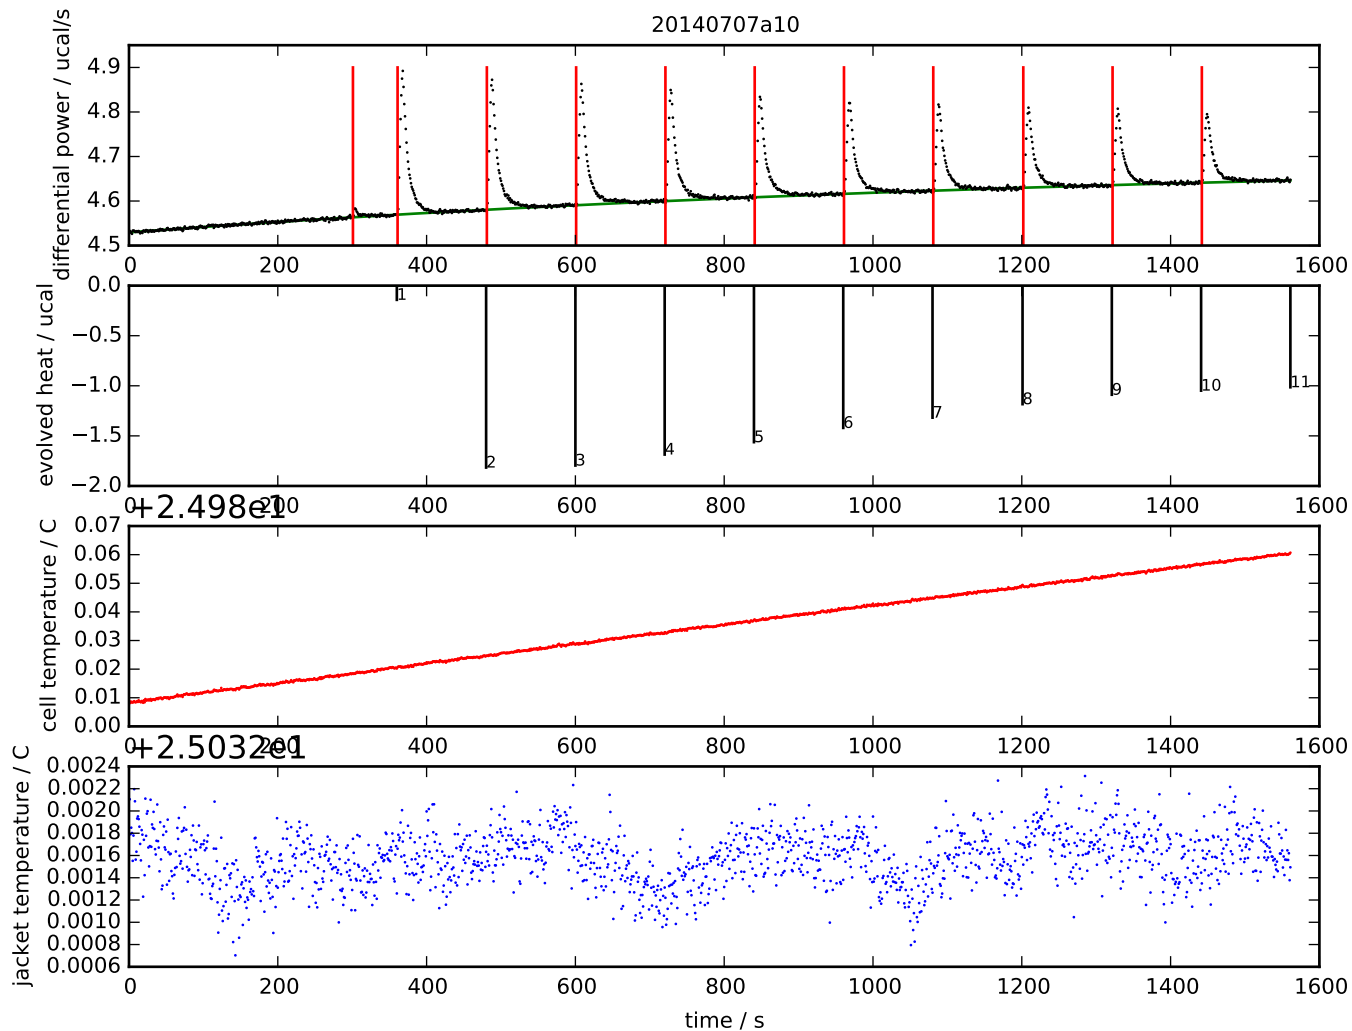 20140707a10
differential power / ucal/s
4.9
4.8
4.7
4.6
4.5
0 200 400 600 800 1000 1200 1400 1600
evolved heat / ucal
0.0
−0.5
−1.0
−1.5
−2.0
1 2 3 4 5 6 7 8 9 10 11
0 200 400 600 800 1000 1200 1400 1600
+2.498e1
cell temperature / C
0.07
0.06
0.05
0.04
0.03
0.02
0.01
0.00
0 200 400 600 800 1000 1200 1400 1600
+2.5032e1
jacket temperature / C
0.0024
0.0022
0.0020
0.0018
0.0016
0.0014
0.0012
0.0010
0.0008
0.0006
0 200 400 600 800 1000 1200 1400 1600
time / s